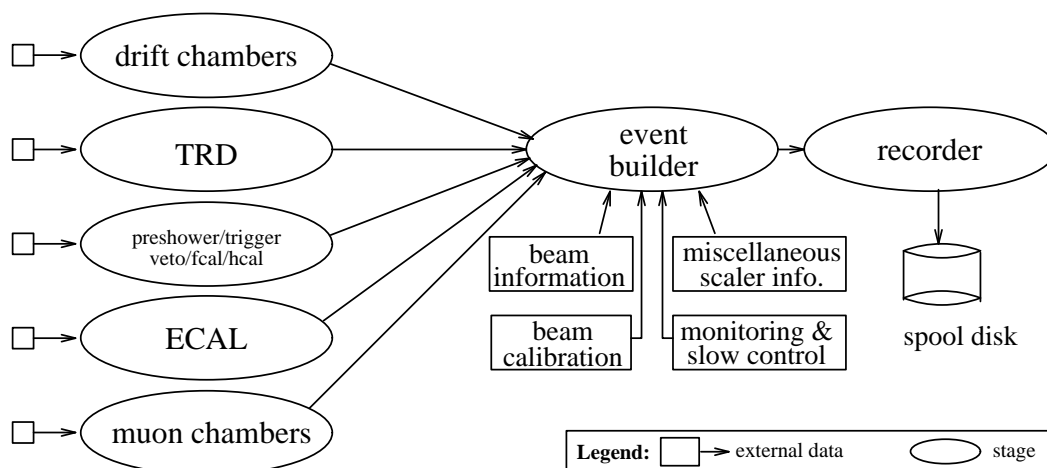 drift chambers
TRD
preshower/trigger
veto/fcal/hcal
ECAL
muon chambers
event
builder
recorder
beam
information
miscellaneous
scaler info.
beam
calibration
monitoring &
slow control
spool disk
Legend: external data stage